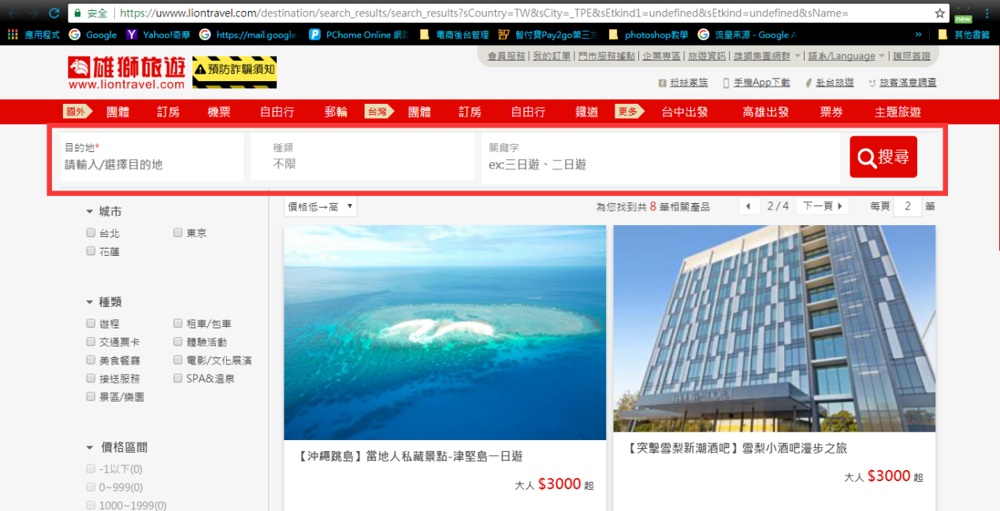 安全 | https://uwww.liontravel.com/destination/search_results/search_results?sCountry=TW&sCity=_TPE&sEtkind1=undefined&sEtkind=undefined&sName=
new
應用程式 Google Yahoo!奇摩 https://mail.google PChome Online 電商後台管理 智付寶Pay2go第三方 photoshop教學 流量來源 - Google A » 其他書籤
雄獅旅遊 預防詐騙須知
www.liontravel.com
會員服務 | 我的訂單 | 門市服務據點 | 企業專區 | 旅遊資訊 | 雄獅集團網群 | 語系/Language | 護照簽證
粉絲家族 手機App下載 赴台旅遊 旅客滿意調查
國外 團體 訂房 機票 自由行 郵輪 台灣 團體 訂房 自由行 鐵道 更多 台中出發 高雄出發 票券 主題旅遊
目的地* 種類 關鍵字
請輸入/選擇目的地 不限 ex:三日遊、二日遊 搜尋
價格低→高 為您找到共 8 筆相關產品 2 / 4 下一頁 每頁 2 筆
城市
台北 東京
花蓮
種類
遊程 租車/包車
交通票卡 體驗活動
美食餐廳 電影/文化展演
接送服務 SPA&溫泉
景區/樂園
價格區間
-1以下(0)
0~999(0)
1000~1999(0)
【沖繩跳島】當地人私藏景點-津堅島一日遊
大人 $3000 起
【突擊雪梨新潮酒吧】雪梨小酒吧漫步之旅
大人 $3000 起